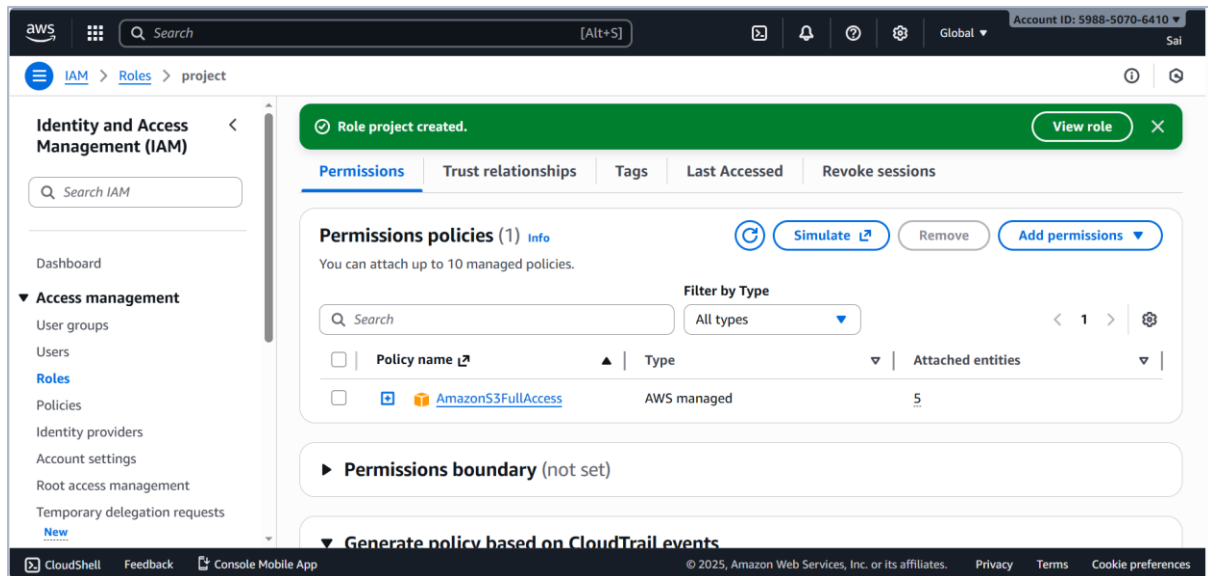 aws
Search [Alt+S]
Global ▼
Account ID: 5988-5070-6410 ▼
Sai
IAM > Roles > project
Identity and Access Management (IAM)
Search IAM
Dashboard
▼ Access management
User groups
Users
Roles
Policies
Identity providers
Account settings
Root access management
Temporary delegation requests
New
Role project created.
View role
Permissions Trust relationships Tags Last Accessed Revoke sessions
Permissions policies (1) Info
Simulate Remove Add permissions ▼
You can attach up to 10 managed policies.
Filter by Type
Search All types ▼ < 1 >
Policy name ▲ Type Attached entities
AmazonS3FullAccess AWS managed 5
▶ Permissions boundary (not set)
▼ Generate policy based on CloudTrail events
CloudShell Feedback Console Mobile App © 2025, Amazon Web Services, Inc. or its affiliates. Privacy Terms Cookie preferences